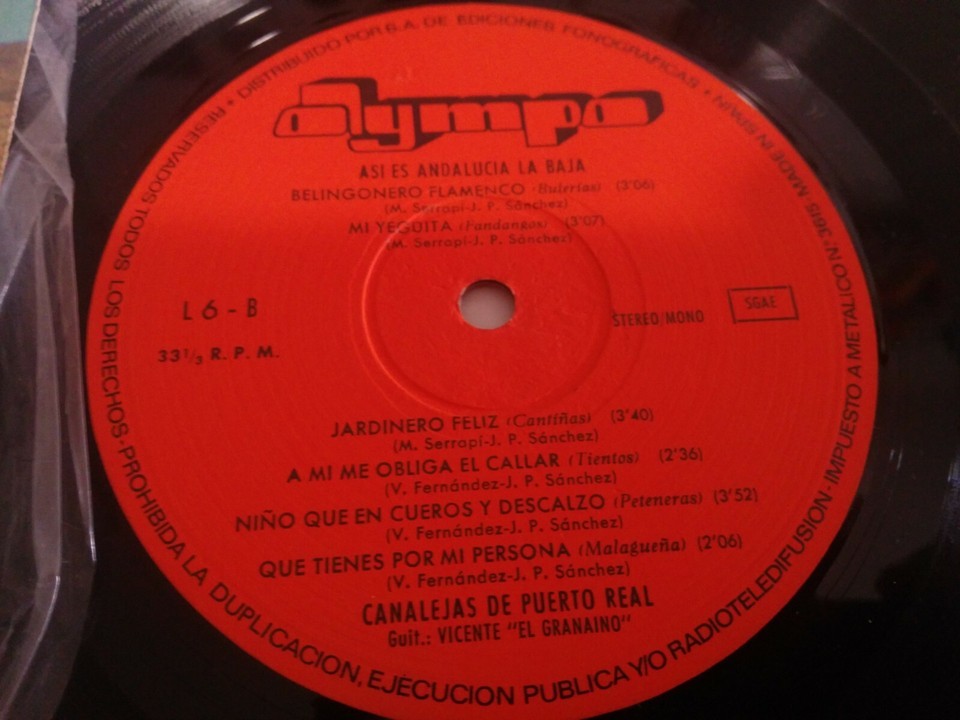 Olympo
ASI ES ANDALUCIA LA BAJA
BELINGONERO FLAMENCO (Bulerías) (3'06)
(M. Serrapí-J. P. Sánchez)
MI YEGÜITA (Fandangos) (3'07)
(M. Serrapí-J. P. Sánchez)
L 6 - B
33 1/3 R. P. M.
STEREO/MONO
SGAE
JARDINERO FELIZ (Cantiñas) (3'40)
(M. Serrapí-J. P. Sánchez)
A MI ME OBLIGA EL CALLAR (Tientos) (2'36)
(V. Fernández-J. P. Sánchez)
NIÑO QUE EN CUEROS Y DESCALZO (Peteneras) (3'52)
(V. Fernández-J. P. Sánchez)
QUE TIENES POR MI PERSONA (Malagueña) (2'06)
(V. Fernández-J. P. Sánchez)
CANALEJAS DE PUERTO REAL
Guit.: VICENTE "EL GRANAINO"
RESERVADOS TODOS LOS DERECHOS-PROHIBIDA LA DUPLICACION, EJECUCION PUBLICA Y/O RADIOTELEDIFUSION-IMPUESTO A METALICO N.º 3615 MADE IN SPAIN
• DISTRIBUIDO POR S.A. DE EDICIONES FONOGRAFICAS •